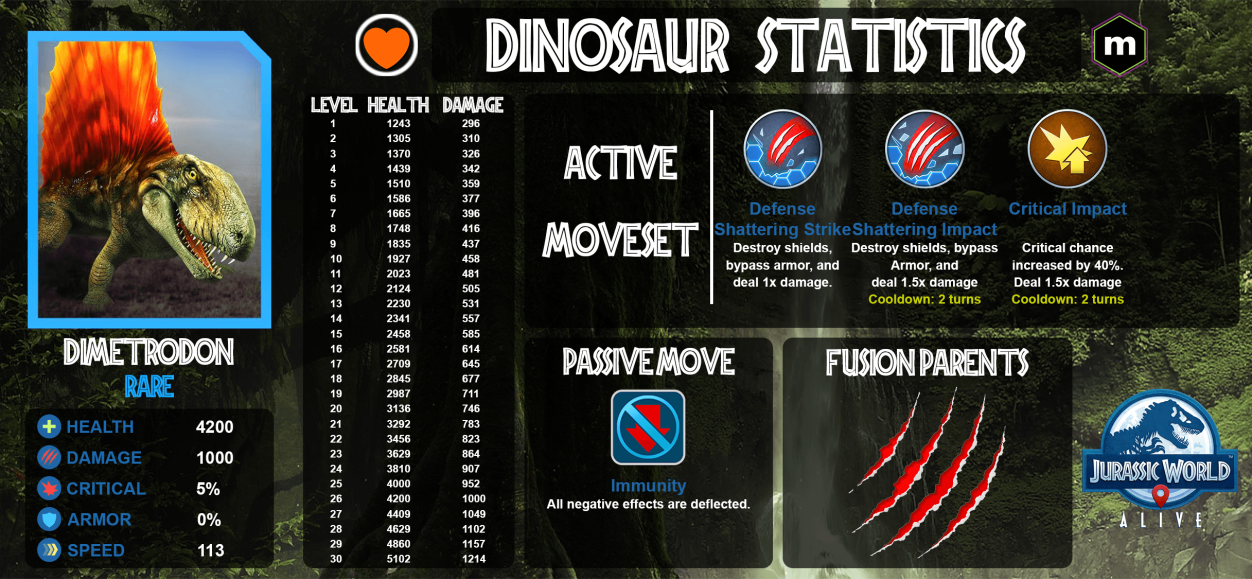 DINOSAUR STATISTICS
m
DIMETRODON
RARE
HEALTH 4200
DAMAGE 1000
CRITICAL 5%
ARMOR 0%
SPEED 113
LEVEL HEALTH DAMAGE
1 1243 296
2 1305 310
3 1370 326
4 1439 342
5 1510 359
6 1586 377
7 1665 396
8 1748 416
9 1835 437
10 1927 458
11 2023 481
12 2124 505
13 2230 531
14 2341 557
15 2458 585
16 2581 614
17 2709 645
18 2845 677
19 2987 711
20 3136 746
21 3292 783
22 3456 823
23 3629 864
24 3810 907
25 4000 952
26 4200 1000
27 4409 1049
28 4629 1102
29 4860 1157
30 5102 1214
ACTIVE
MOVESET
Defense
Shattering Strike
Destroy shields,
bypass armor, and
deal 1x damage.
Defense
Shattering Impact
Destroy shields, bypass
Armor, and
deal 1.5x damage
Cooldown: 2 turns
Critical Impact
Critical chance
increased by 40%.
Deal 1.5x damage
Cooldown: 2 turns
PASSIVE MOVE
Immunity
All negative effects are deflected.
FUSION PARENTS
JURASSIC WORLD
ALIVE